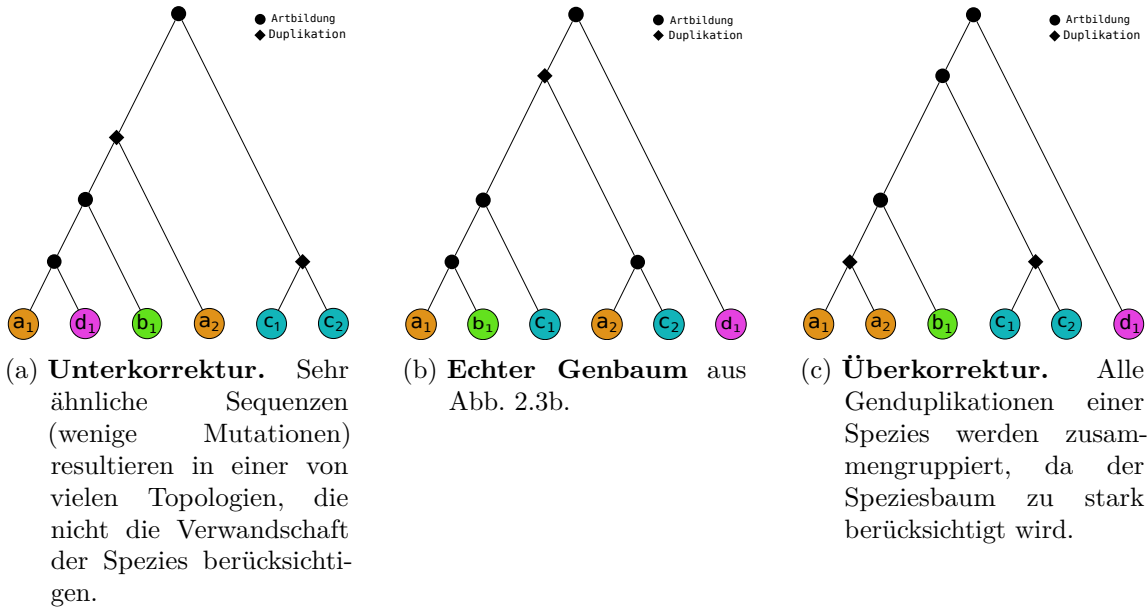 Artbildung
Duplikation
a₁ d₁ b₁ a₂ c₁ c₂
(a) Unterkorrektur. Sehr
ähnliche Sequenzen
(wenige Mutationen)
resultieren in einer von
vielen Topologien, die
nicht die Verwandschaft
der Spezies berücksichti-
gen.
Artbildung
Duplikation
a₁ b₁ c₁ a₂ c₂ d₁
(b) Echter Genbaum aus
Abb. 2.3b.
Artbildung
Duplikation
a₁ a₂ b₁ c₁ c₂ d₁
(c) Überkorrektur. Alle
Genduplikationen einer
Spezies werden zusam-
mengruppiert, da der
Speziesbaum zu stark
berücksichtigt wird.